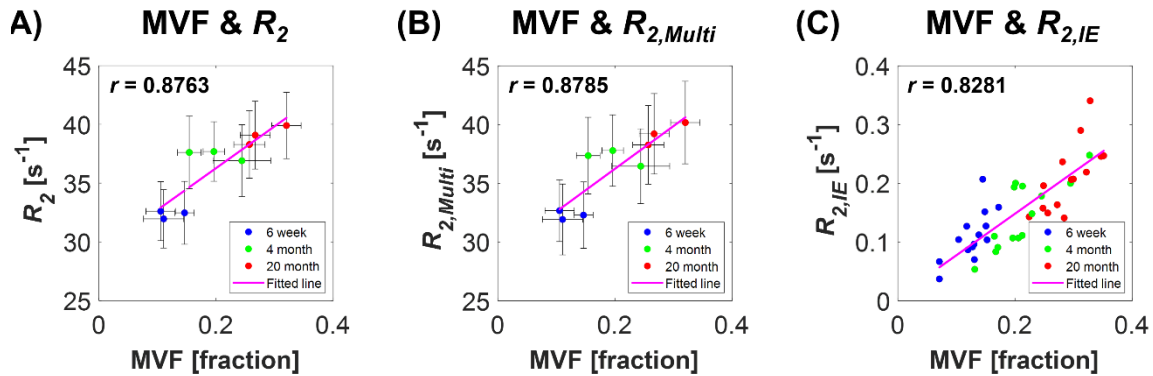 A) MVF & R2
r = 0.8763
45
40
35
30
25
R2 [s-1]
0 0.2 0.4
MVF [fraction]
6 week
4 month
20 month
Fitted line
(B) MVF & R2,Multi
r = 0.8785
45
40
35
30
25
R2,Multi [s-1]
0 0.2 0.4
MVF [fraction]
6 week
4 month
20 month
Fitted line
(C) MVF & R2,IE
r = 0.8281
0.4
0.3
0.2
0.1
0
R2,IE [s-1]
0 0.2 0.4
MVF [fraction]
6 week
4 month
20 month
Fitted line